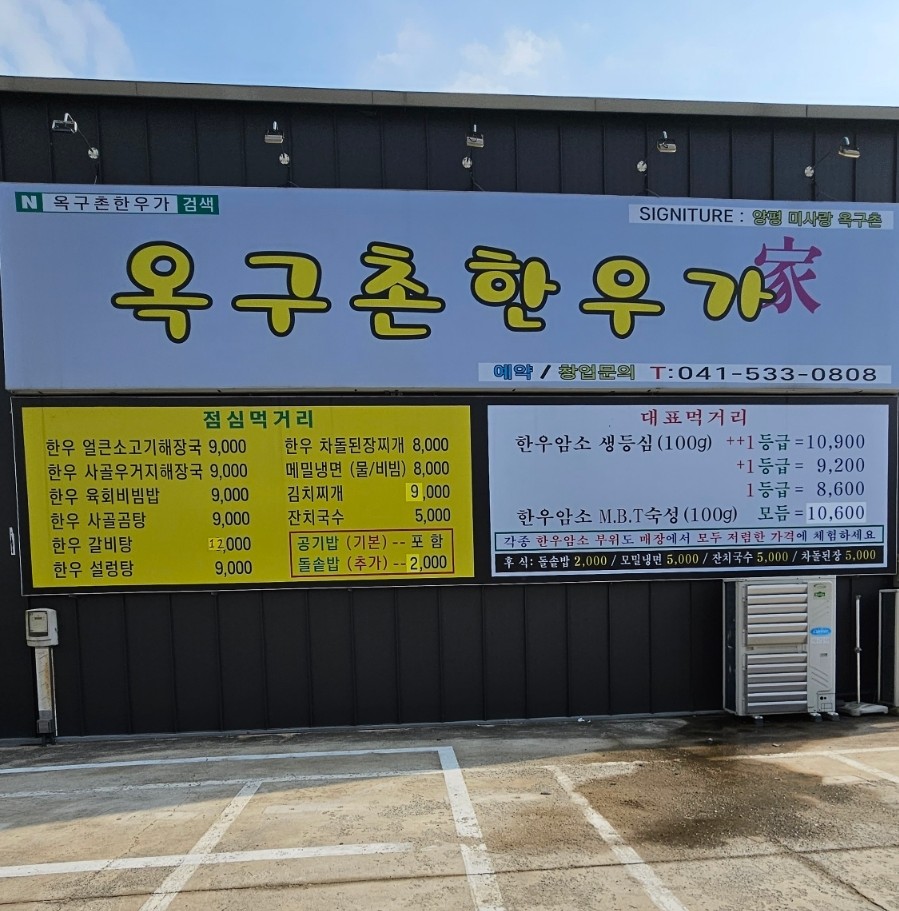 N 옥구촌한우가 검색
SIGNITURE : 양평 미사랑 옥구촌
옥구촌한우가家
예약 / 창업문의 T:041-533-0808
점심먹거리
한우 얼큰소고기해장국 9,000
한우 사골우거지해장국 9,000
한우 육회비빔밥 9,000
한우 사골곰탕 9,000
한우 갈비탕 12,000
한우 설렁탕 9,000
한우 차돌된장찌개 8,000
메밀냉면 (물/비빔) 8,000
김치찌개 9,000
잔치국수 5,000
공기밥 (기본) -- 포 함
돌솥밥 (추가) --2,000
대표먹거리
한우암소 생등심(100g) ++1등급=10,900
+1등급= 9,200
1등급= 8,600
한우암소 M.B.T숙성(100g) 모듬 =10,600
각종 한우암소 부위도 매장에서 모두 저렴한 가격에 체험하세요
후 식: 돌솥밥 2,000 / 모밀냉면 5,000 / 잔치국수 5,000 / 차돌된장 5,000